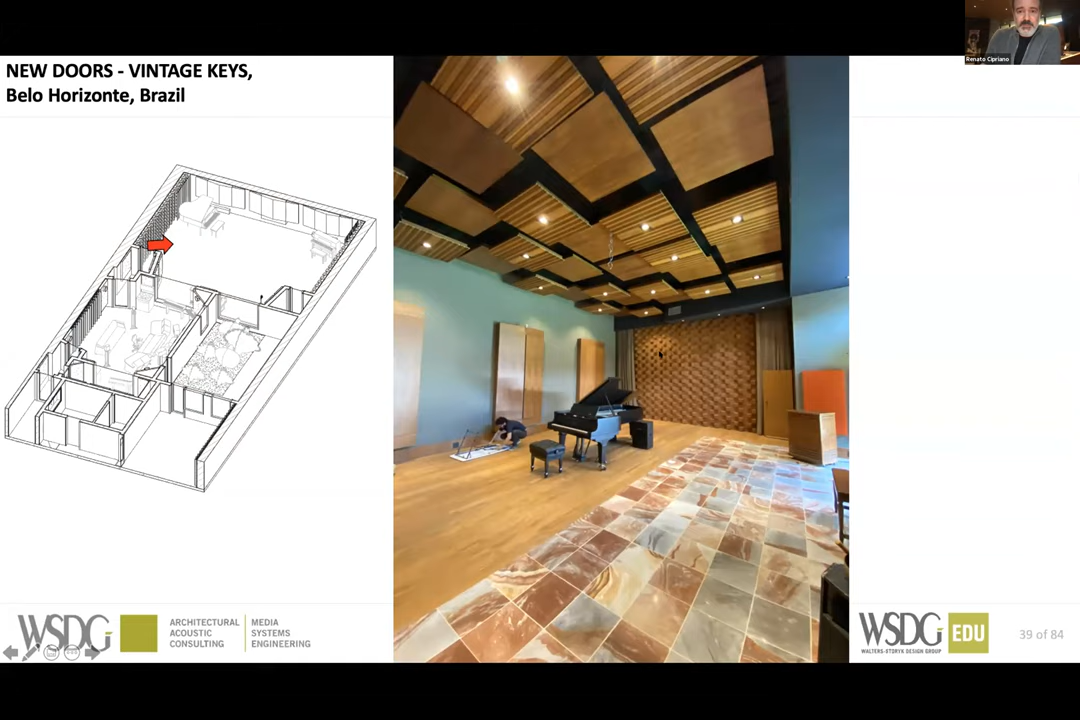 Renato Cipriano
NEW DOORS - VINTAGE KEYS,
Belo Horizonte, Brazil
WSDG
ARCHITECTURAL
ACOUSTIC
CONSULTING
MEDIA
SYSTEMS
ENGINEERING
WSDG
WALTERS-STORYK DESIGN GROUP
EDU
39 of 84